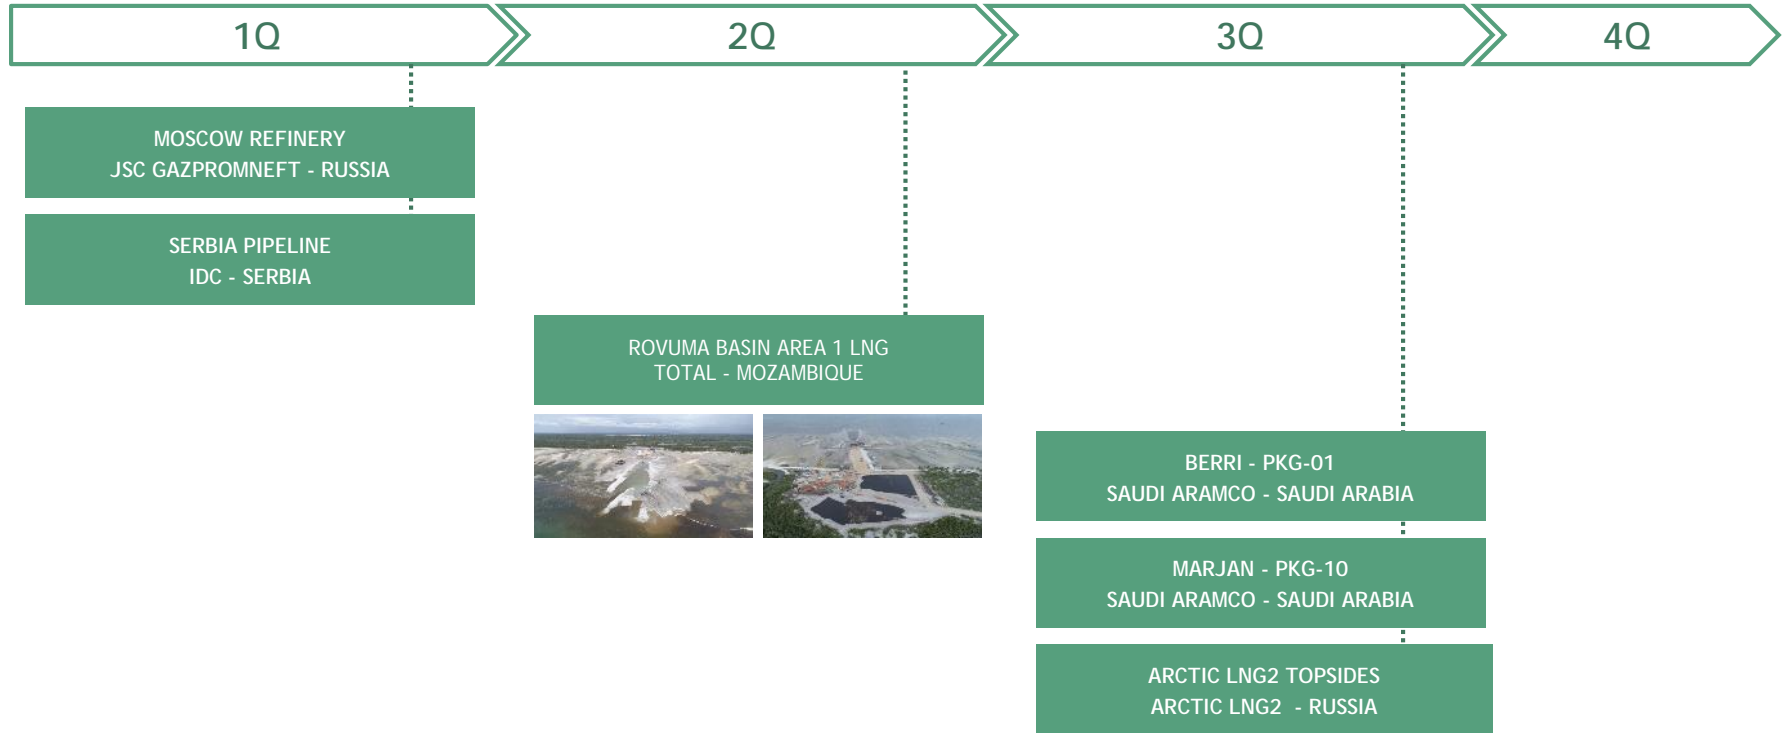 1Q
2Q
3Q
4Q
MOSCOW REFINERY
JSC GAZPROMNEFT - RUSSIA
SERBIA PIPELINE
IDC - SERBIA
ROVUMA BASIN AREA 1 LNG
TOTAL - MOZAMBIQUE
BERRI - PKG-01
SAUDI ARAMCO - SAUDI ARABIA
MARJAN - PKG-10
SAUDI ARAMCO - SAUDI ARABIA
ARCTIC LNG2 TOPSIDES
ARCTIC LNG2 - RUSSIA